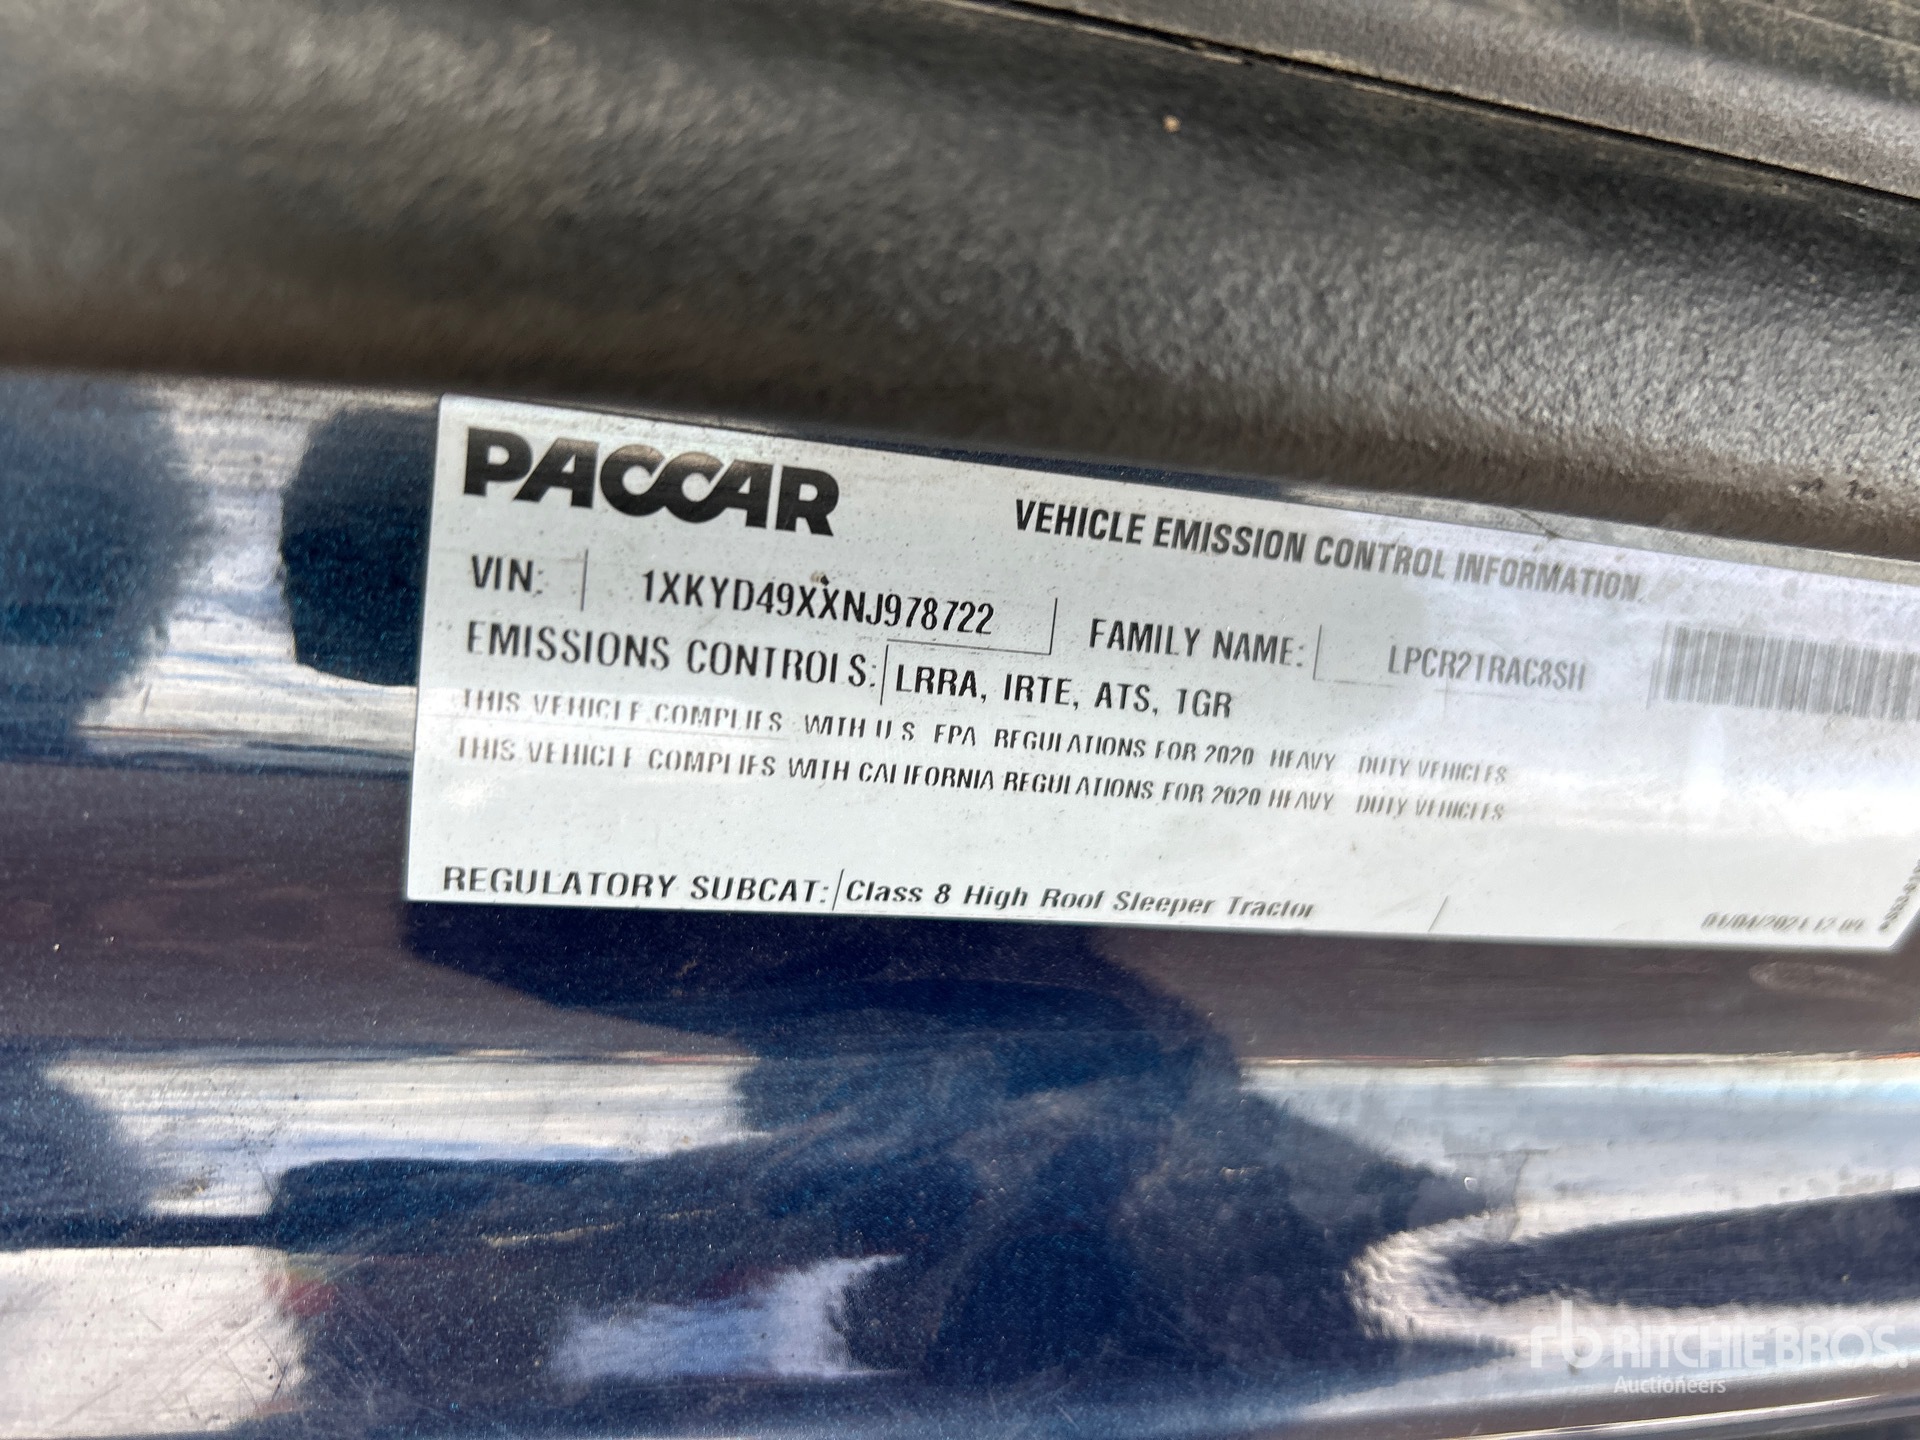 PACCAR
VEHICLE EMISSION CONTROL INFORMATION
VIN: 1XKYD49XXNJ978722
FAMILY NAME: LPCR21RAC8SH
EMISSIONS CONTROLS: LRRA, IRTE, ATS, 1GR
THIS VEHICLE COMPLIES WITH U S EPA REGULATIONS FOR 2020 HEAVY DUTY VEHICLES
THIS VEHICLE COMPLIES WITH CALIFORNIA REGULATIONS FOR 2020 HEAVY DUTY VEHICLES
REGULATORY SUBCAT: Class 8 High Roof Sleeper Tractor
rb RITCHIE BROS.
Auctioneers